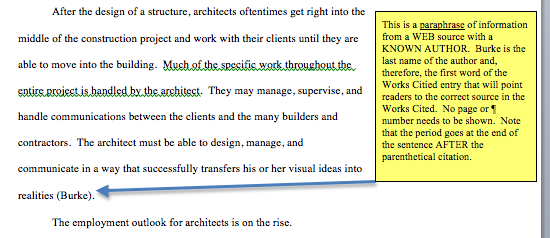 After the design of a structure, architects oftentimes get right into the
middle of the construction project and work with their clients until they are
able to move into the building. Much of the specific work throughout the
entire project is handled by the architect. They may manage, supervise, and
handle communications between the clients and the many builders and
contractors. The architect must be able to design, manage, and
communicate in a way that successfully transfers his or her visual ideas into
realities (Burke).
The employment outlook for architects is on the rise.
This is a paraphrase of information
from a WEB source with a
KNOWN AUTHOR. Burke is the
last name of the author and,
therefore, the first word of the
Works Citied entry that will point
readers to the correct source in the
Works Cited. No page or ¶
number needs to be shown. Note
that the period goes at the end of
the sentence AFTER the
parenthetical citation.